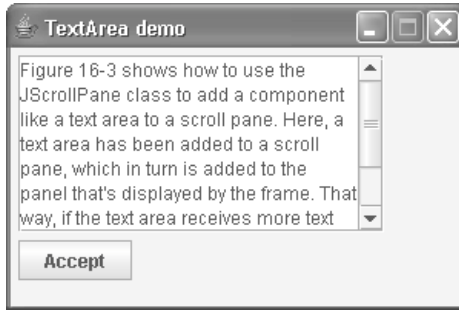 TextArea demo
Figure 16-3 shows how to use the
JScrollPane class to add a component
like a text area to a scroll pane. Here, a
text area has been added to a scroll
pane, which in turn is added to the
panel that's displayed by the frame. That
way, if the text area receives more text
Accept